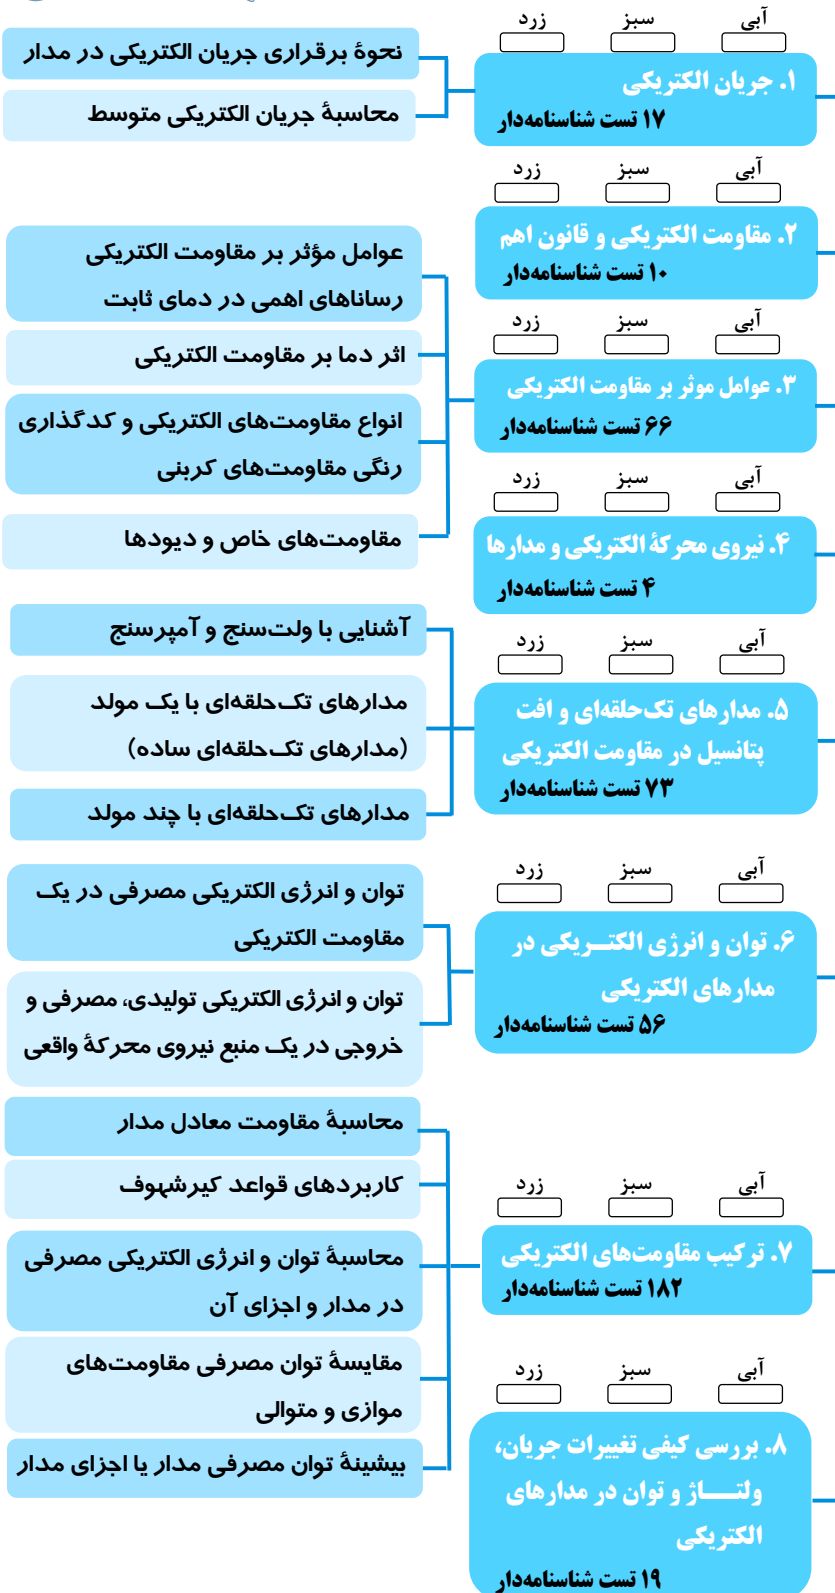 آبی سبز زرد
۱. جریان الکتریکی
۱۷ تست شناسنامه‌دار
نحوهٔ برقراری جریان الکتریکی در مدار
محاسبهٔ جریان الکتریکی متوسط
آبی سبز زرد
۲. مقاومت الکتریکی و قانون اهم
۱۰ تست شناسنامه‌دار
آبی سبز زرد
۳. عوامل موثر بر مقاومت الکتریکی
۶۶ تست شناسنامه‌دار
عوامل مؤثر بر مقاومت الکتریکی
رساناهای اهمی در دمای ثابت
اثر دما بر مقاومت الکتریکی
انواع مقاومت‌های الکتریکی و کدگذاری
رنگی مقاومت‌های کربنی
مقاومت‌های خاص و دیودها
آبی سبز زرد
۴. نیروی محرکهٔ الکتریکی و مدارها
۴ تست شناسنامه‌دار
آبی سبز زرد
۵. مدارهای تک‌حلقه‌ای و افت
پتانسیل در مقاومت الکتریکی
۷۳ تست شناسنامه‌دار
آشنایی با ولت‌سنج و آمپرسنج
مدارهای تک‌حلقه‌ای با یک مولد
(مدارهای تک‌حلقه‌ای ساده)
مدارهای تک‌حلقه‌ای با چند مولد
آبی سبز زرد
۶. توان و انرژی الکتــریکی در
مدارهای الکتریکی
۵۶ تست شناسنامه‌دار
توان و انرژی الکتریکی مصرفی در یک
مقاومت الکتریکی
توان و انرژی الکتریکی تولیدی، مصرفی و
خروجی در یک منبع نیروی محرکهٔ واقعی
آبی سبز زرد
۷. ترکیب مقاومت‌های الکتریکی
۱۸۲ تست شناسنامه‌دار
محاسبهٔ مقاومت معادل مدار
کاربردهای قواعد کیرشهوف
محاسبهٔ توان و انرژی الکتریکی مصرفی
در مدار و اجزای آن
مقایسهٔ توان مصرفی مقاومت‌های
موازی و متوالی
بیشینهٔ توان مصرفی مدار یا اجزای مدار
آبی سبز زرد
۸. بررسی کیفی تغییرات جریان،
ولتـــــاژ و توان در مدارهای
الکتریکی
۱۹ تست شناسنامه‌دار